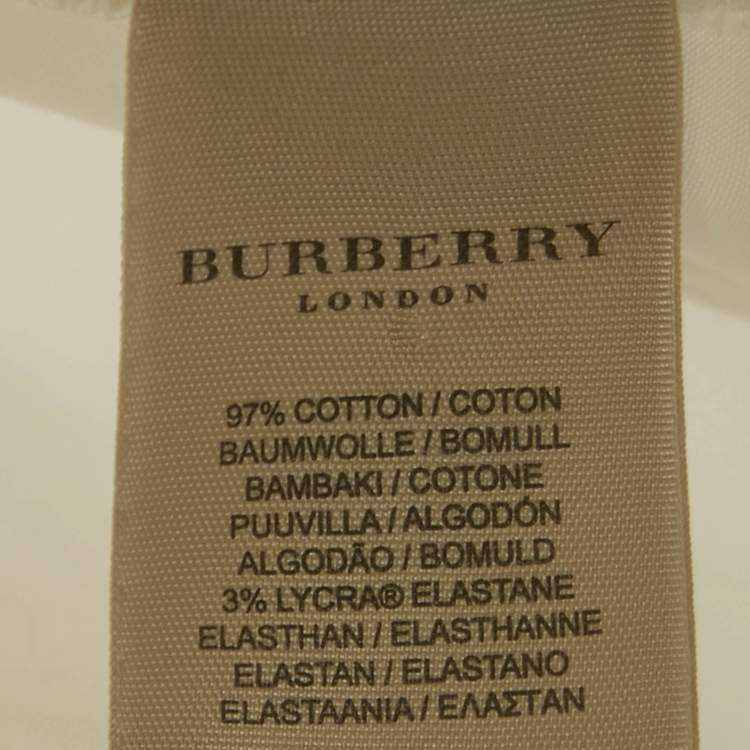 BURBERRY
LONDON
97% COTTON / COTON
BAUMWOLLE / BOMULL
BAMBAKI / COTONE
PUUVILLA / ALGODÓN
ALGODÃO / BOMULD
3% LYCRA® ELASTANE
ELASTHAN / ELASTHANNE
ELASTAN / ELASTANO
ELASTAANIA / ΕΛΑΣΤΑΝ